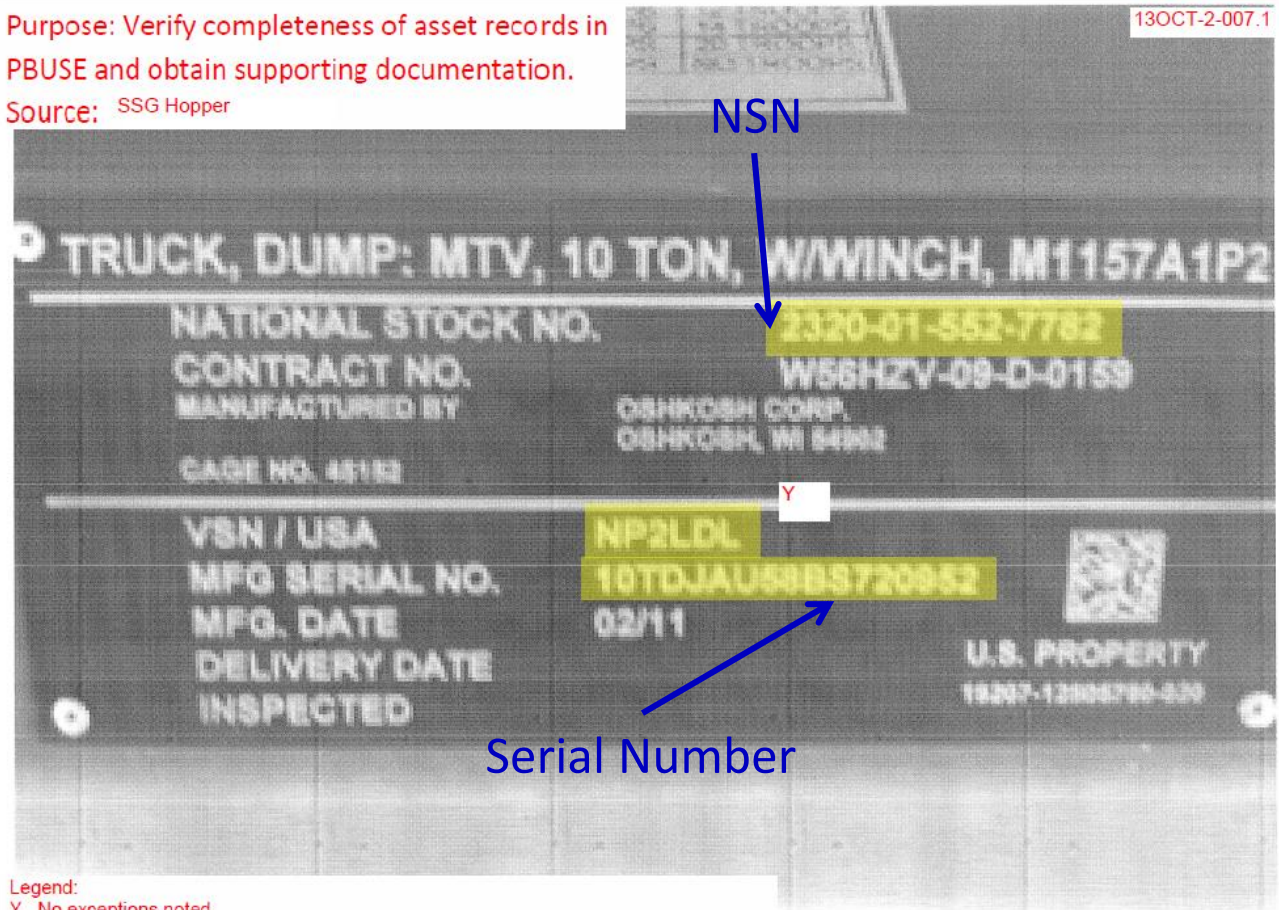 Purpose: Verify completeness of asset records in
PBUSE and obtain supporting documentation.
Source: SSG Hopper
13OCT-2-007.1
NSN
TRUCK, DUMP: MTV, 10 TON, W/WINCH, M1157A1P2
NATIONAL STOCK NO. 2320-01-552-7782
CONTRACT NO. W56HZV-09-D-0159
MANUFACTURED BY OSHKOSH CORP.
OSHKOSH, WI
CAGE NO.
Y
VSN / USA NP2LDL
MFG SERIAL NO.
MFG. DATE 02/11
DELIVERY DATE
U.S. PROPERTY
INSPECTED
Serial Number
Legend:
Y No exceptions noted